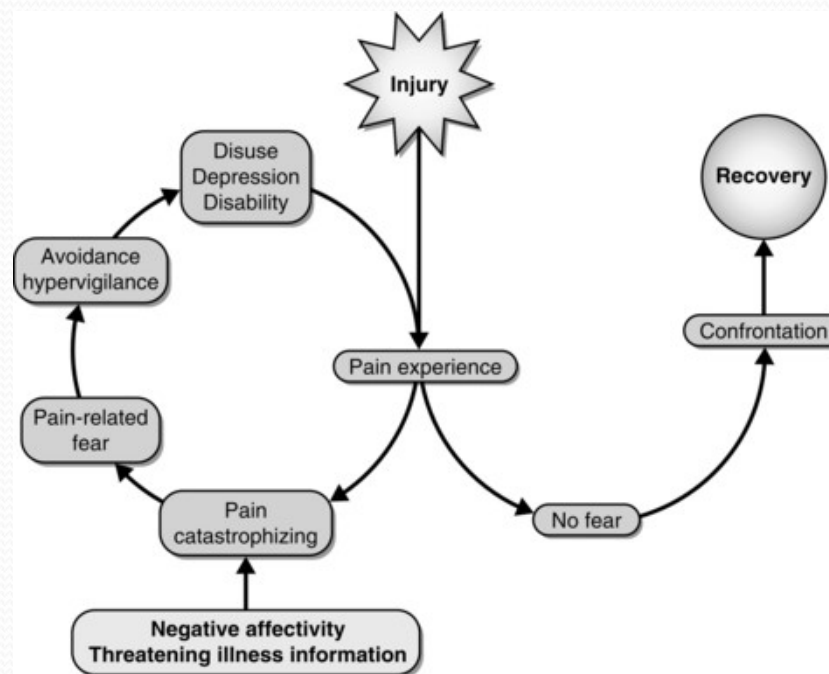 Injury
Disuse
Depression
Disability
Recovery
Avoidance
hypervigilance
Confrontation
Pain experience
Pain-related
fear
Pain
catastrophizing
No fear
Negative affectivity
Threatening illness information